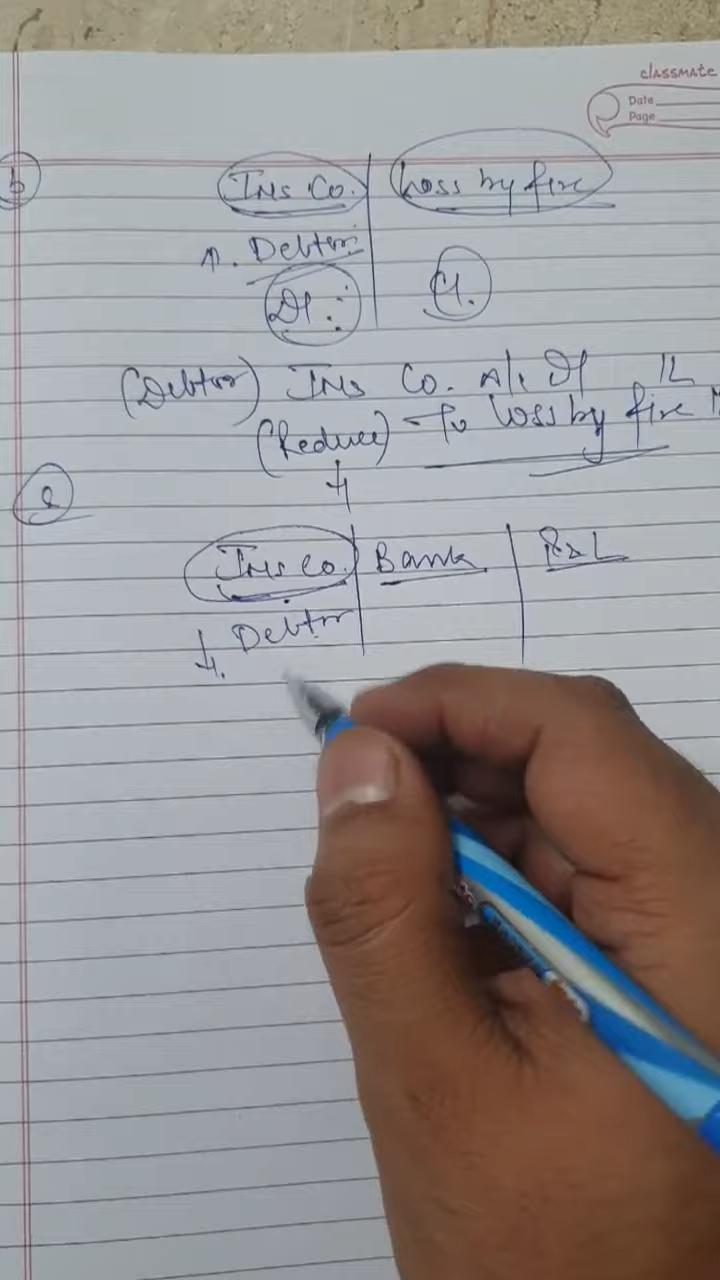 classmate
Date
Page
b Ins Co. Loss by fire
↑. Debtor
Dr. Cr.
(Debtor) Ins Co. A/c Dr 1L
(Reduce) - To loss by fire
↓
Ins Co. Bank P&L
↓. Debtor